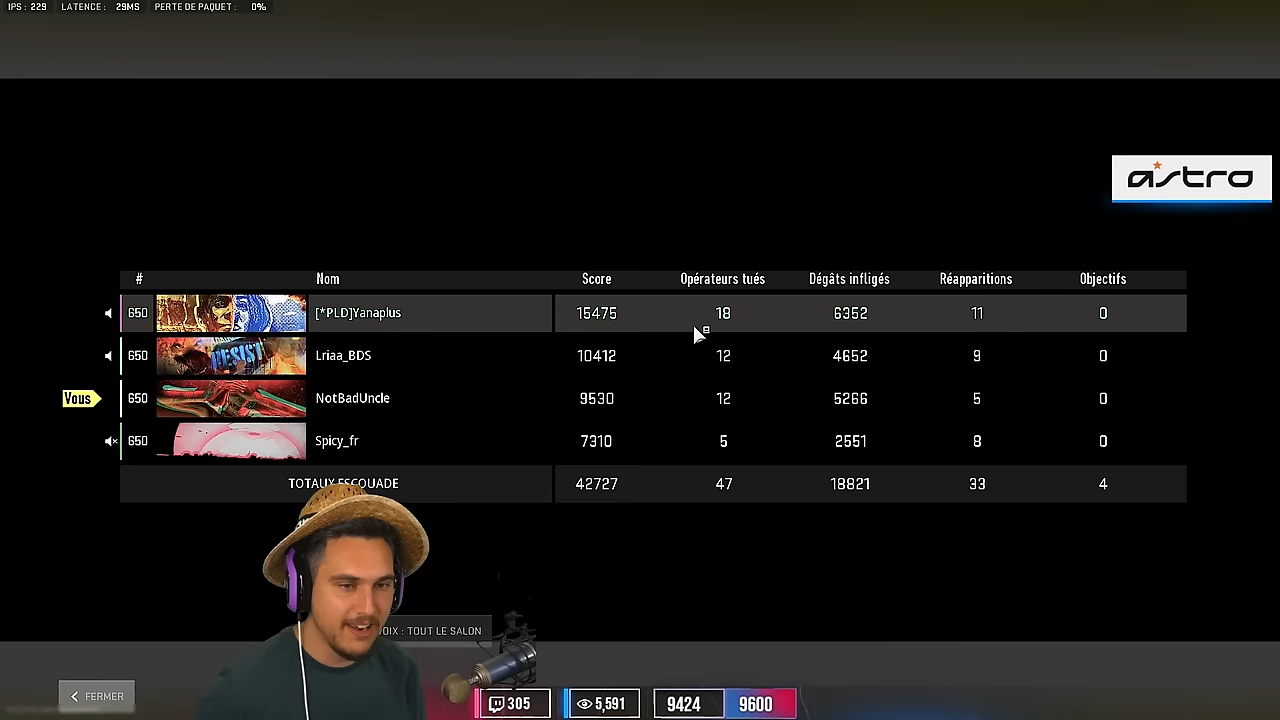 IPS : 229 LATENCE : 29MS PERTE DE PAQUET : 0%
astro
# Nom Score Opérateurs tués Dégâts infligés Réapparitions Objectifs
650 [*PLD]Yanaplus 15475 18 6352 11 0
650 RESIST Lriaa_BDS 10412 12 4652 9 0
Vous 650 NotBadUncle 9530 12 5266 5 0
650 Spicy_fr 7310 5 2551 8 0
TOTAUX ESCOUADE 42727 47 18821 33 4
VOIX : TOUT LE SALON
FERMER
305 5,591 9424 9600